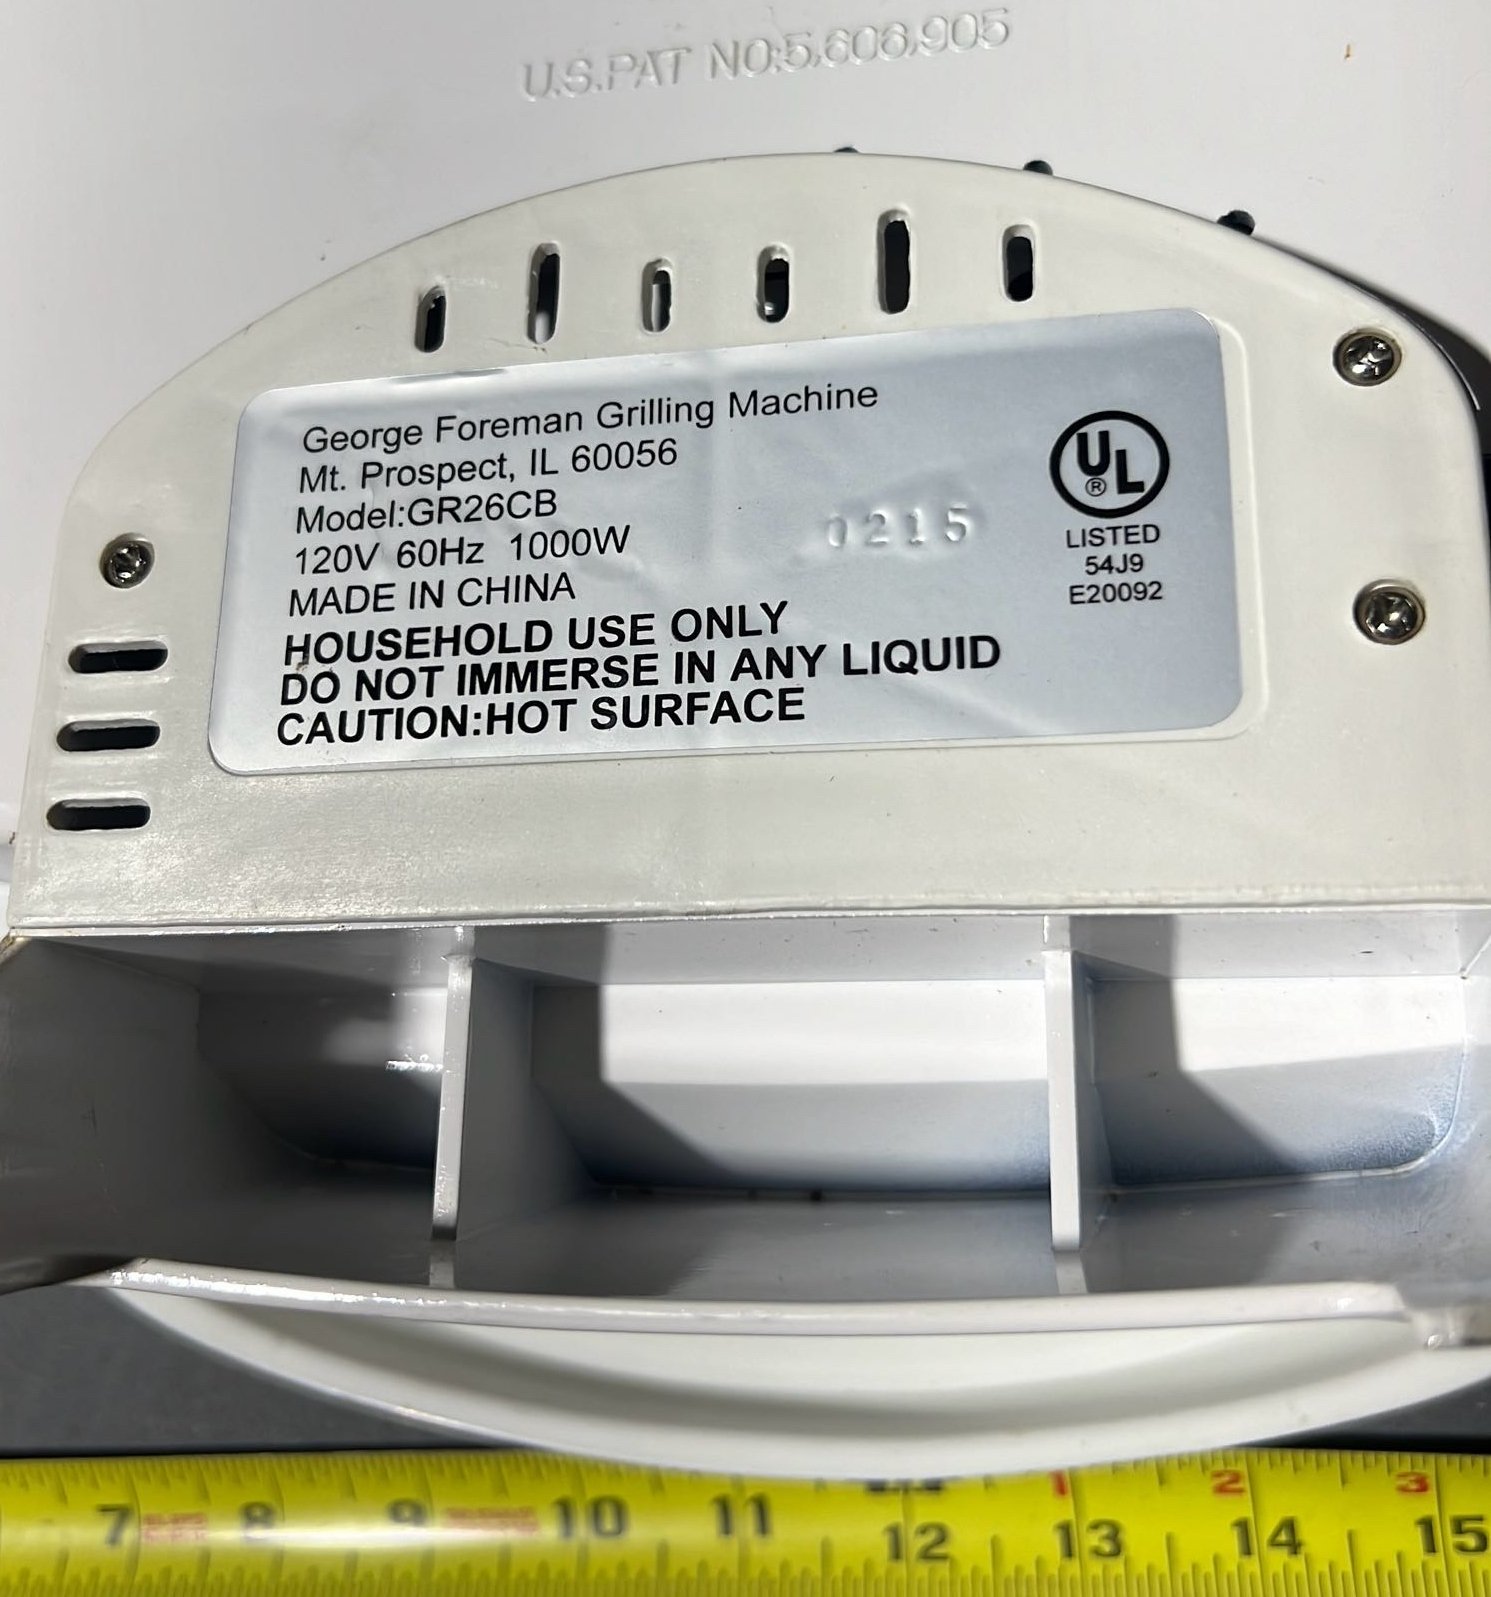 U.S.PAT NO:5,606,905
George Foreman Grilling Machine
Mt. Prospect, IL 60056
Model:GR26CB
120V 60Hz 1000W
MADE IN CHINA
HOUSEHOLD USE ONLY
DO NOT IMMERSE IN ANY LIQUID
CAUTION:HOT SURFACE
0215
UL
®
LISTED
54J9
E20092
1 2 3
7 8 9 10 11 12 13 14 15